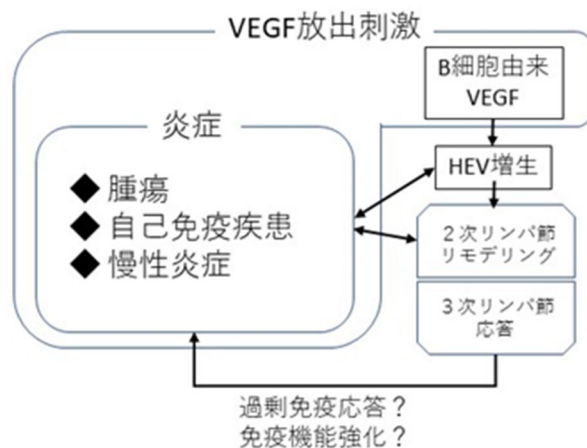 VEGF放出刺激
B細胞由来
VEGF
炎症
◆ 腫瘍
◆ 自己免疫疾患
◆ 慢性炎症
HEV増生
２次リンパ節
リモデリング
３次リンパ節
応答
過剰免疫応答？
免疫機能強化？